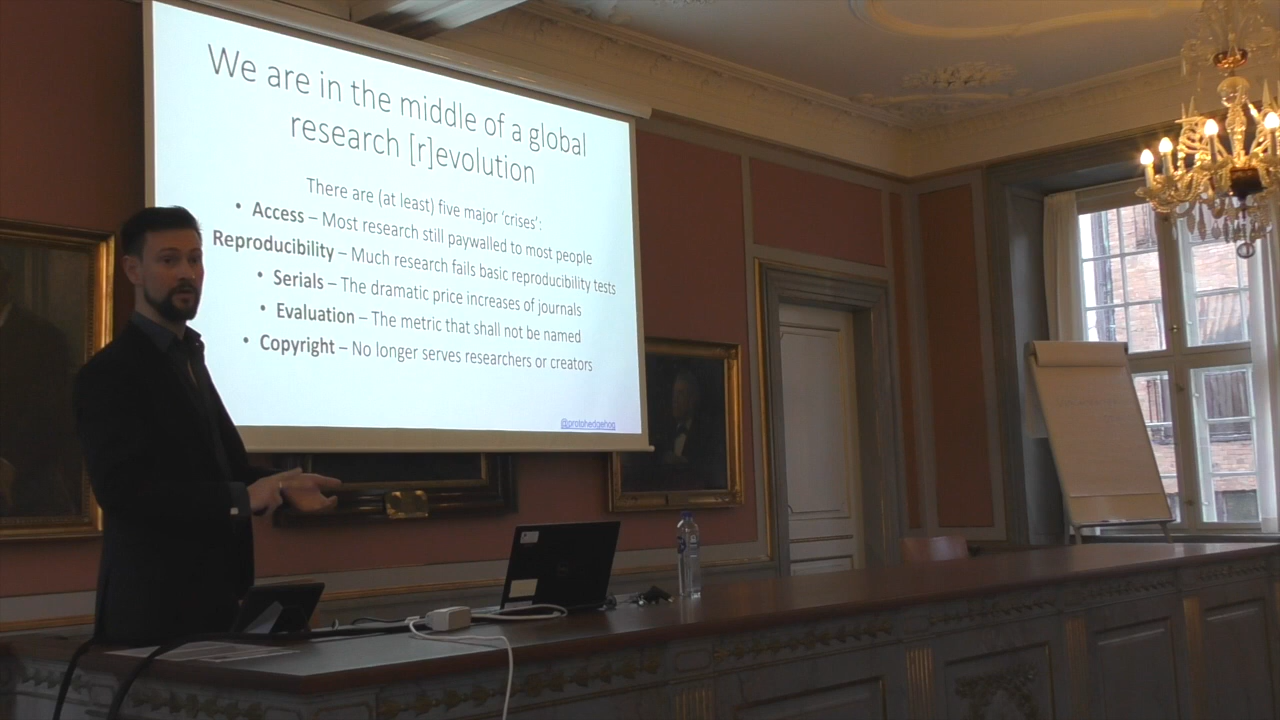 We are in the middle of a global
research [r]evolution
There are (at least) five major ‘crises’:
• Access – Most research still paywalled to most people
Reproducibility – Much research fails basic reproducibility tests
• Serials – The dramatic price increases of journals
• Evaluation – The metric that shall not be named
• Copyright – No longer serves researchers or creators
@protohedgehog